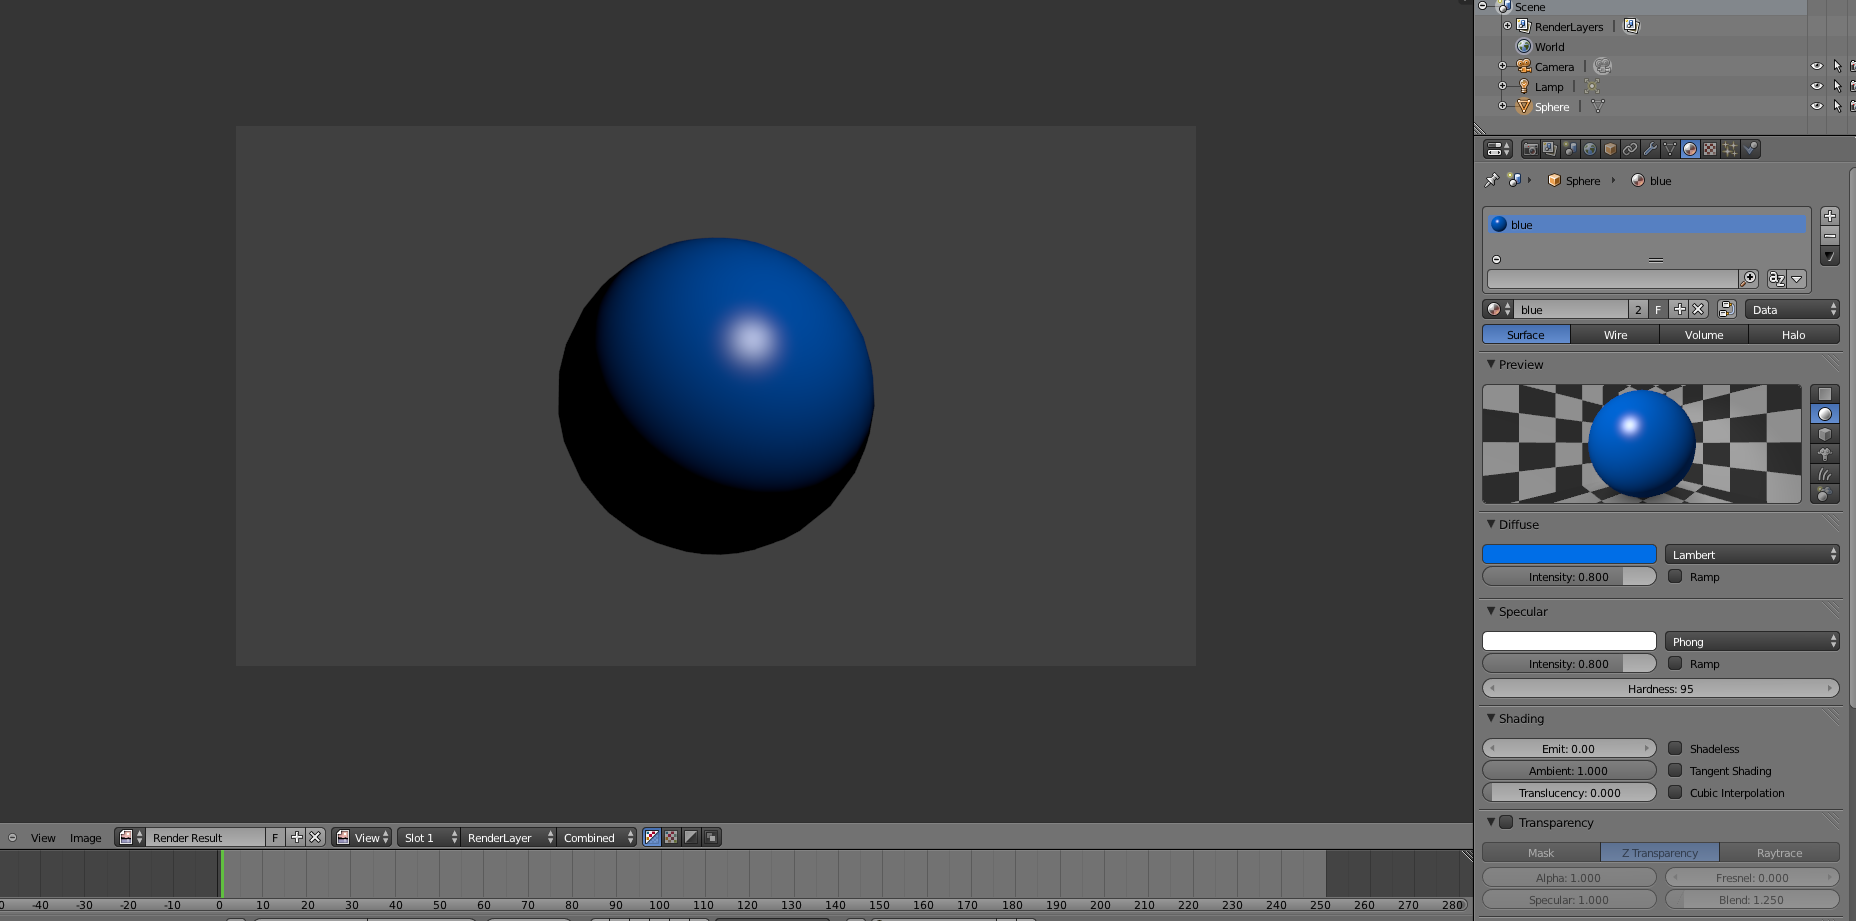 Scene
RenderLayers
World
Camera
Lamp
Sphere
Sphere blue
blue
blue 2 F Data
Surface Wire Volume Halo
Preview
Diffuse
Lambert
Intensity: 0.800 Ramp
Specular
Phong
Intensity: 0.800 Ramp
Hardness: 95
Shading
Emit: 0.00 Shadeless
Ambient: 1.000 Tangent Shading
Translucency: 0.000 Cubic Interpolation
Transparency
Mask Z Transparency Raytrace
Alpha: 1.000 Fresnel: 0.000
Specular: 1.000 Blend: 1.250
View Image Render Result F View Slot 1 RenderLayer Combined
-40 -30 -20 -10 0 10 20 30 40 50 60 70 80 90 100 110 120 130 140 150 160 170 180 190 200 210 220 230 240 250 260 270 280